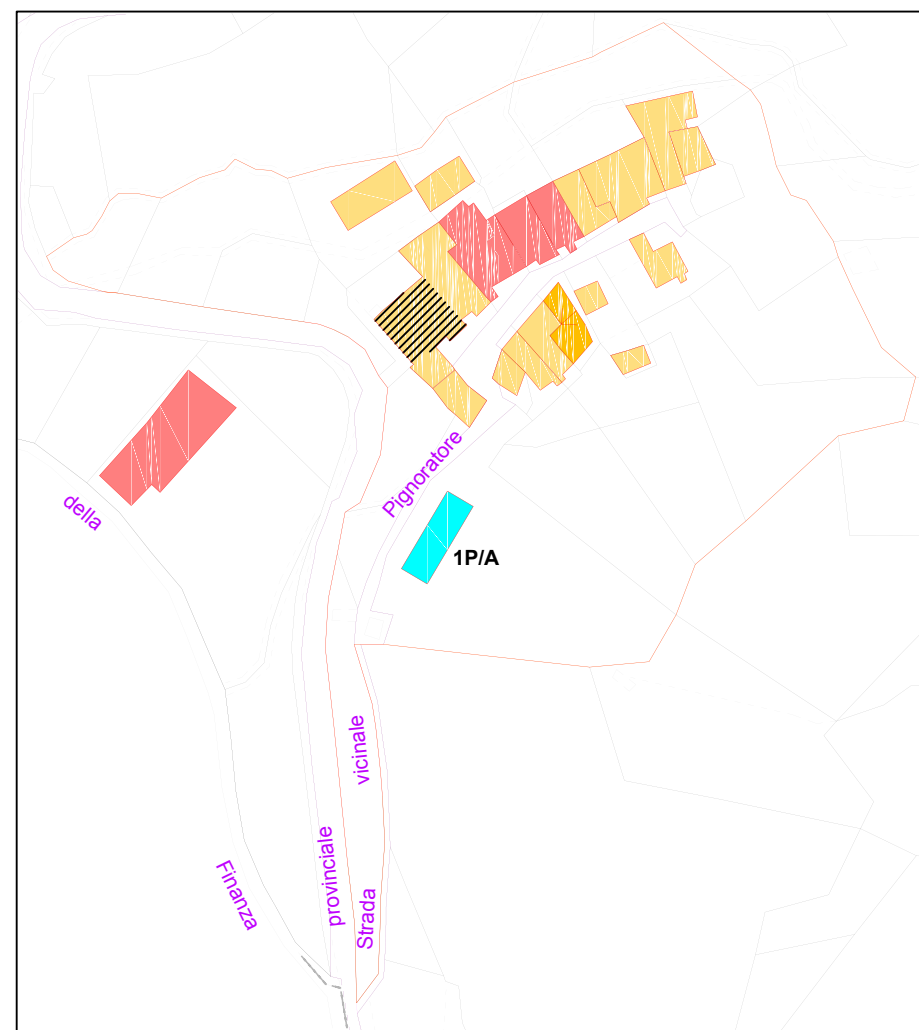 Pignoratore
della
1P/A
vicinale
provinciale
Finanza
Strada